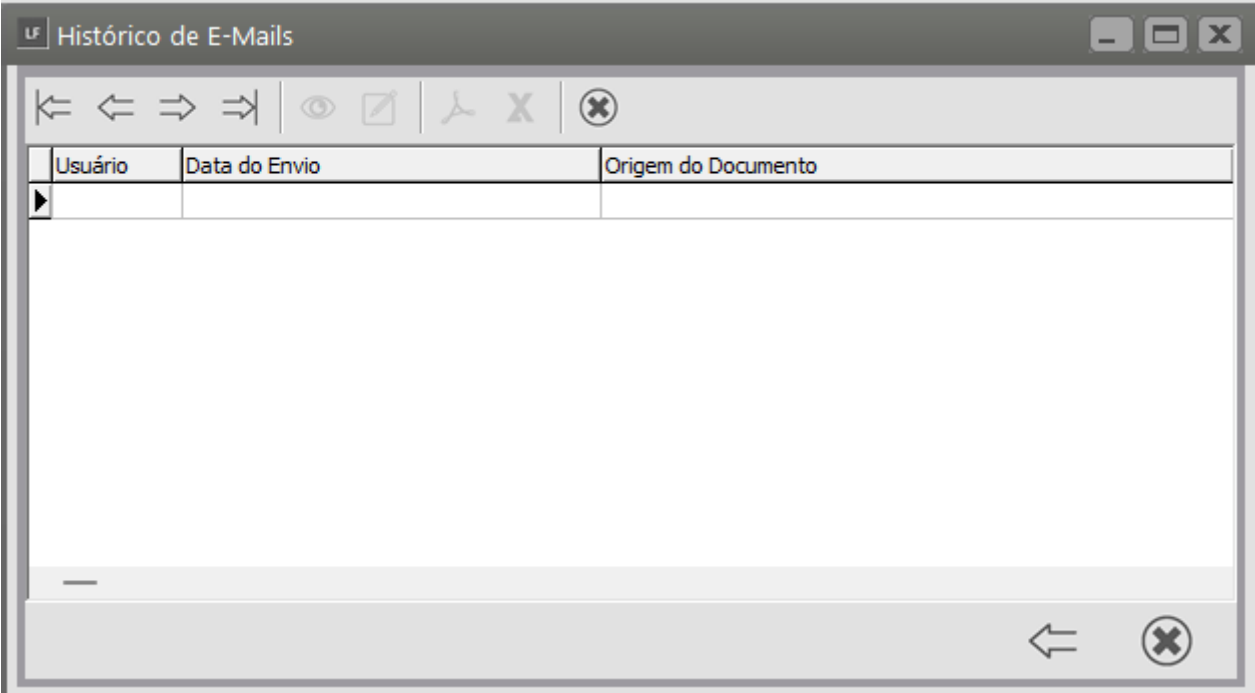 LF Histórico de E-Mails
Usuário Data do Envio Origem do Documento